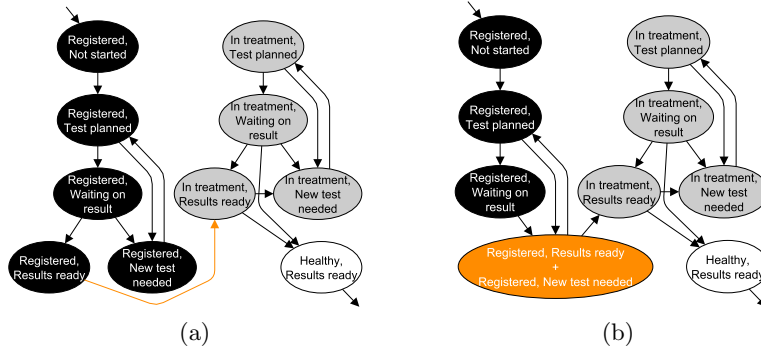 Registered,
Not started
In treatment,
Test planned
Registered,
Test planned
In treatment,
Waiting on
result
Registered,
Waiting on
result
In treatment,
Results ready
In treatment,
New test
needed
Registered,
Results ready
Registered,
New test
needed
Healthy,
Results ready
(a)
Registered,
Not started
In treatment,
Test planned
Registered,
Test planned
In treatment,
Waiting on
result
Registered,
Waiting on
result
In treatment,
Results ready
In treatment,
New test
needed
Registered, Results ready
+
Registered, New test needed
Healthy,
Results ready
(b)